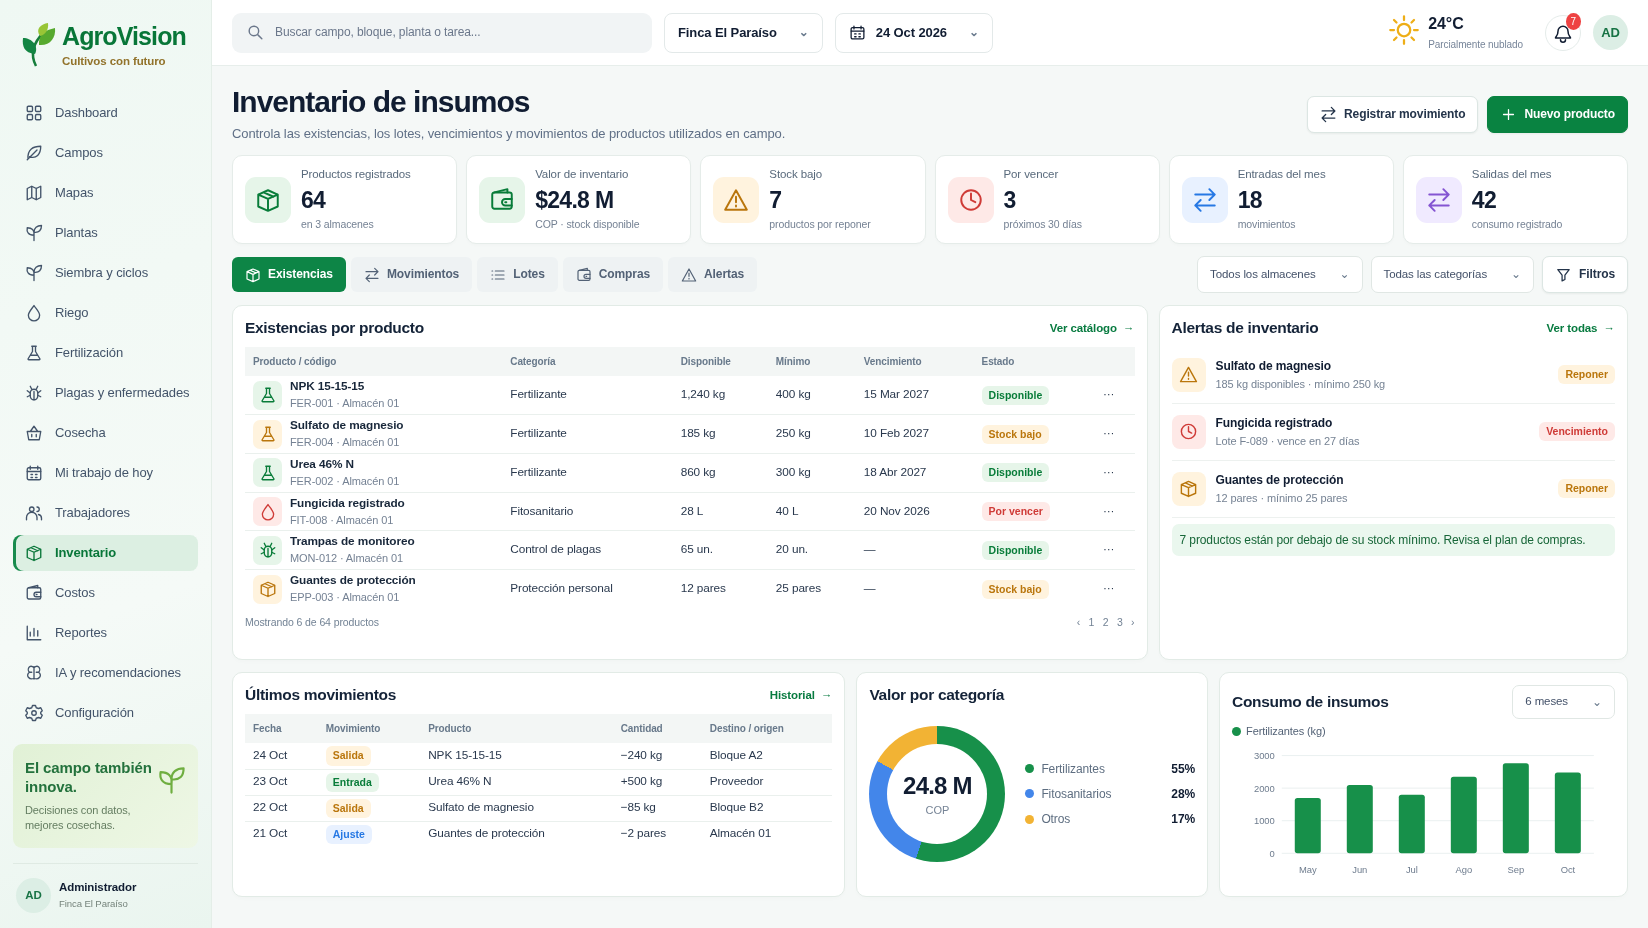 AgroVision
Cultivos con futuro
Dashboard
Campos
Mapas
Plantas
Siembra y ciclos
Riego
Fertilización
Plagas y enfermedades
Cosecha
Mi trabajo de hoy
Trabajadores
Inventario
Costos
Reportes
IA y recomendaciones
Configuración
El campo también
innova.
Decisiones con datos,
mejores cosechas.
AD
Administrador
Finca El Paraíso
Buscar campo, bloque, planta o tarea...
Finca El Paraíso
24 Oct 2026
24°C
Parcialmente nublado
7
AD
Inventario de insumos
Controla las existencias, los lotes, vencimientos y movimientos de productos utilizados en campo.
Registrar movimiento
Nuevo producto
Productos registrados
64
en 3 almacenes
Valor de inventario
$24.8 M
COP · stock disponible
Stock bajo
7
productos por reponer
Por vencer
3
próximos 30 días
Entradas del mes
18
movimientos
Salidas del mes
42
consumo registrado
Existencias
Movimientos
Lotes
Compras
Alertas
Todos los almacenes
Todas las categorías
Filtros
Existencias por producto
Ver catálogo →
Producto / código Categoría Disponible Mínimo Vencimiento Estado
NPK 15-15-15
FER-001 · Almacén 01
Fertilizante 1,240 kg 400 kg 15 Mar 2027 Disponible ···
Sulfato de magnesio
FER-004 · Almacén 01
Fertilizante 185 kg 250 kg 10 Feb 2027 Stock bajo ···
Urea 46% N
FER-002 · Almacén 01
Fertilizante 860 kg 300 kg 18 Abr 2027 Disponible ···
Fungicida registrado
FIT-008 · Almacén 01
Fitosanitario 28 L 40 L 20 Nov 2026 Por vencer ···
Trampas de monitoreo
MON-012 · Almacén 01
Control de plagas 65 un. 20 un. — Disponible ···
Guantes de protección
EPP-003 · Almacén 01
Protección personal 12 pares 25 pares — Stock bajo ···
Mostrando 6 de 64 productos
‹ 1 2 3 ›
Alertas de inventario
Ver todas →
Sulfato de magnesio
185 kg disponibles · mínimo 250 kg
Reponer
Fungicida registrado
Lote F-089 · vence en 27 días
Vencimiento
Guantes de protección
12 pares · mínimo 25 pares
Reponer
7 productos están por debajo de su stock mínimo. Revisa el plan de compras.
Últimos movimientos
Historial →
Fecha Movimiento Producto Cantidad Destino / origen
24 Oct Salida NPK 15-15-15 −240 kg Bloque A2
23 Oct Entrada Urea 46% N +500 kg Proveedor
22 Oct Salida Sulfato de magnesio −85 kg Bloque B2
21 Oct Ajuste Guantes de protección −2 pares Almacén 01
Valor por categoría
24.8 M
COP
Fertilizantes 55%
Fitosanitarios 28%
Otros 17%
Consumo de insumos
6 meses
Fertilizantes (kg)
3000
2000
1000
0
May Jun Jul Ago Sep Oct